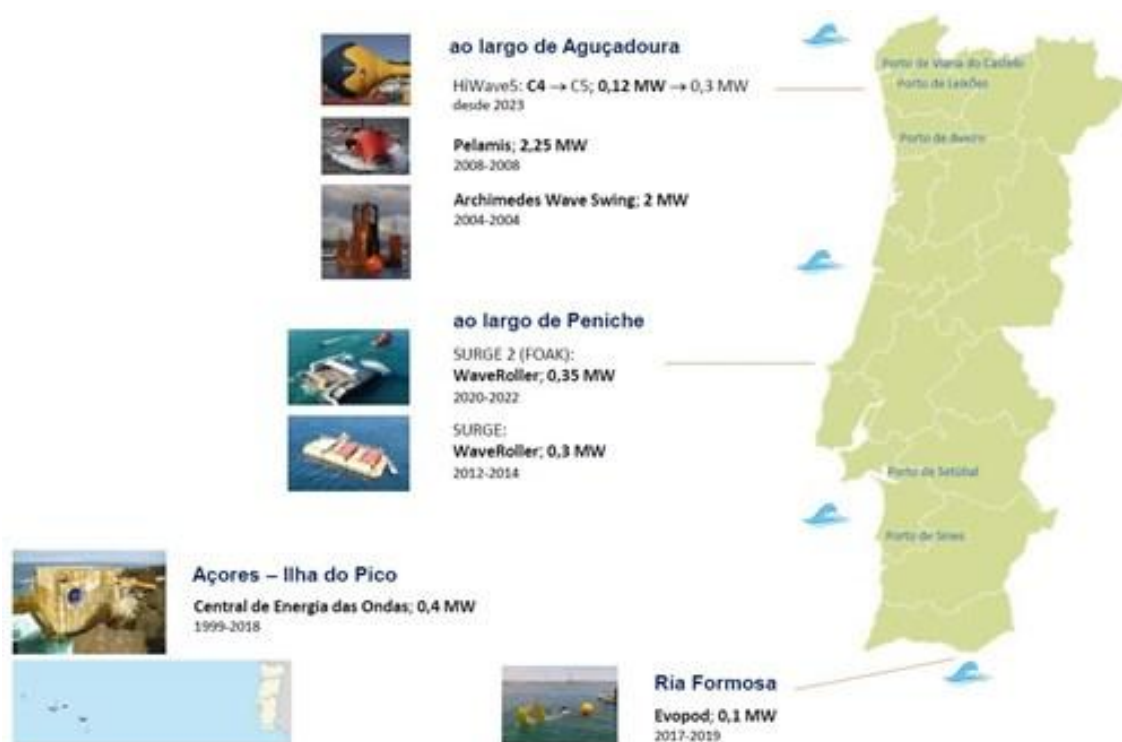 ao largo de Aguçadoura
HiWave5: C4 → C5; 0,12 MW → 0,3 MW
desde 2023
Pelamis; 2,25 MW
2008-2008
Archimedes Wave Swing; 2 MW
2004-2004
ao largo de Peniche
SURGE 2 (FOAK):
WaveRoller; 0,35 MW
2020-2022
SURGE:
WaveRoller; 0,3 MW
2012-2014
Açores – Ilha do Pico
Central de Energia das Ondas; 0,4 MW
1999-2018
Ria Formosa
Evopod; 0,1 MW
2017-2019
Porto de Viana do Castelo
Porto de Leixões
Porto de Aveiro
Porto de Setúbal
Porto de Sines